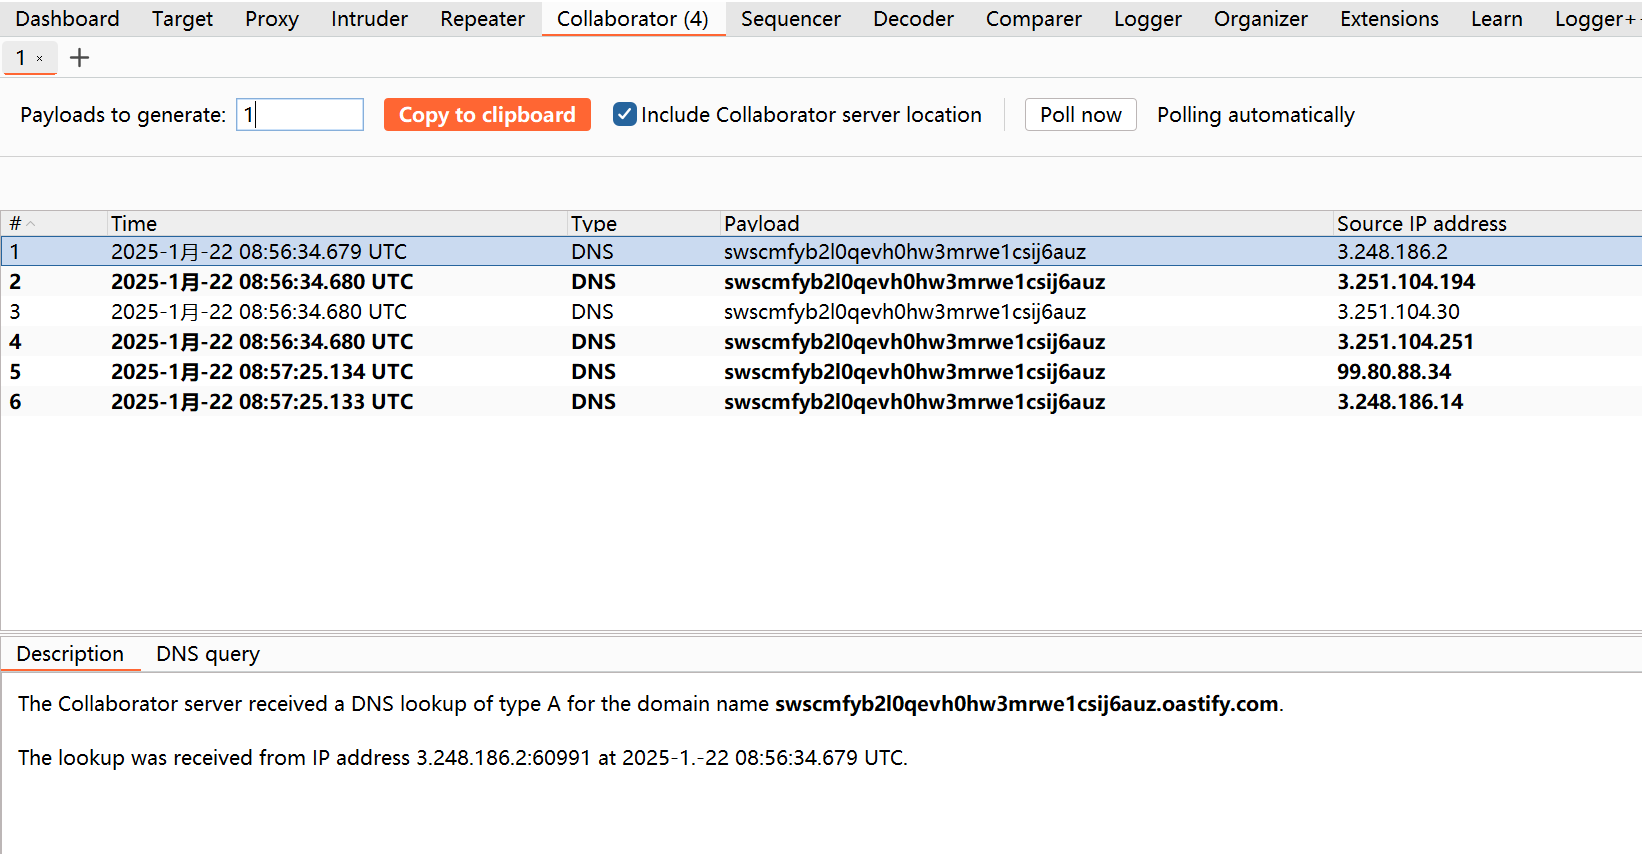 Dashboard Target Proxy Intruder Repeater Collaborator (4) Sequencer Decoder Comparer Logger Organizer Extensions Learn Logger++
1 × +
Payloads to generate: 1 Copy to clipboard Include Collaborator server location Poll now Polling automatically
# Time Type Payload Source IP address
1 2025-1月-22 08:56:34.679 UTC DNS swscmfyb2l0qevh0hw3mrwe1csij6auz 3.248.186.2
2 2025-1月-22 08:56:34.680 UTC DNS swscmfyb2l0qevh0hw3mrwe1csij6auz 3.251.104.194
3 2025-1月-22 08:56:34.680 UTC DNS swscmfyb2l0qevh0hw3mrwe1csij6auz 3.251.104.30
4 2025-1月-22 08:56:34.680 UTC DNS swscmfyb2l0qevh0hw3mrwe1csij6auz 3.251.104.251
5 2025-1月-22 08:57:25.134 UTC DNS swscmfyb2l0qevh0hw3mrwe1csij6auz 99.80.88.34
6 2025-1月-22 08:57:25.133 UTC DNS swscmfyb2l0qevh0hw3mrwe1csij6auz 3.248.186.14
Description DNS query
The Collaborator server received a DNS lookup of type A for the domain name swscmfyb2l0qevh0hw3mrwe1csij6auz.oastify.com.
The lookup was received from IP address 3.248.186.2:60991 at 2025-1.-22 08:56:34.679 UTC.